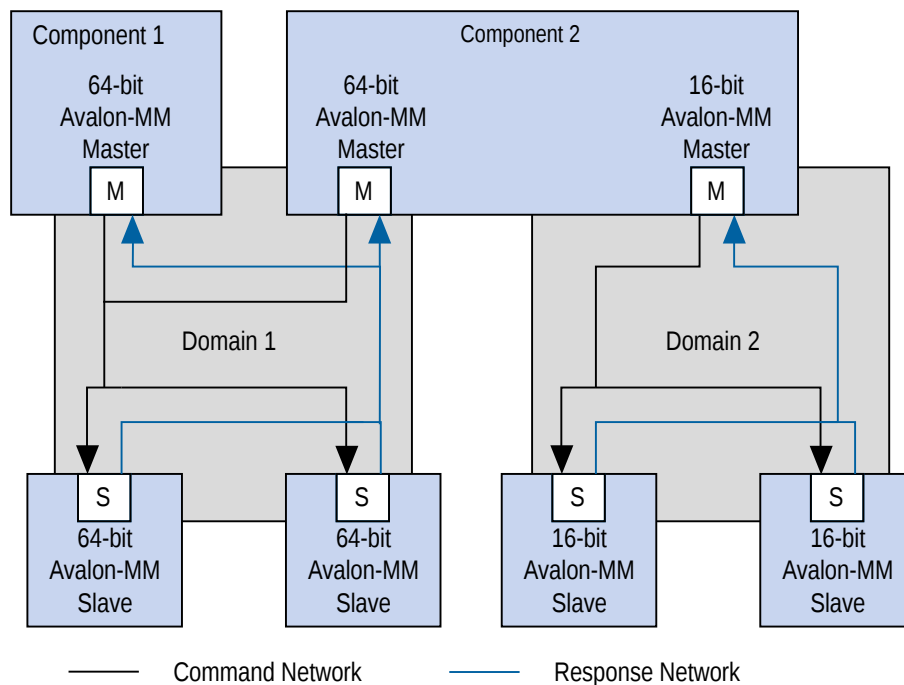 Component 1
64-bit
Avalon-MM
Master
M
Component 2
64-bit
Avalon-MM
Master
M
16-bit
Avalon-MM
Master
M
Domain 1
Domain 2
S
64-bit
Avalon-MM
Slave
S
64-bit
Avalon-MM
Slave
S
16-bit
Avalon-MM
Slave
S
16-bit
Avalon-MM
Slave
Command Network
Response Network